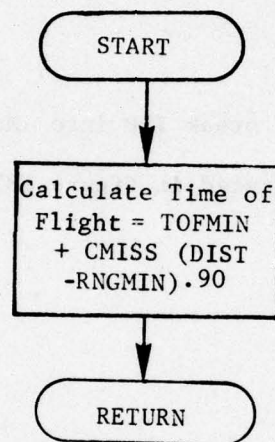 START
Calculate Time of
Flight = TOFMIN
+ CMISS (DIST
-RNGMIN).90
RETURN